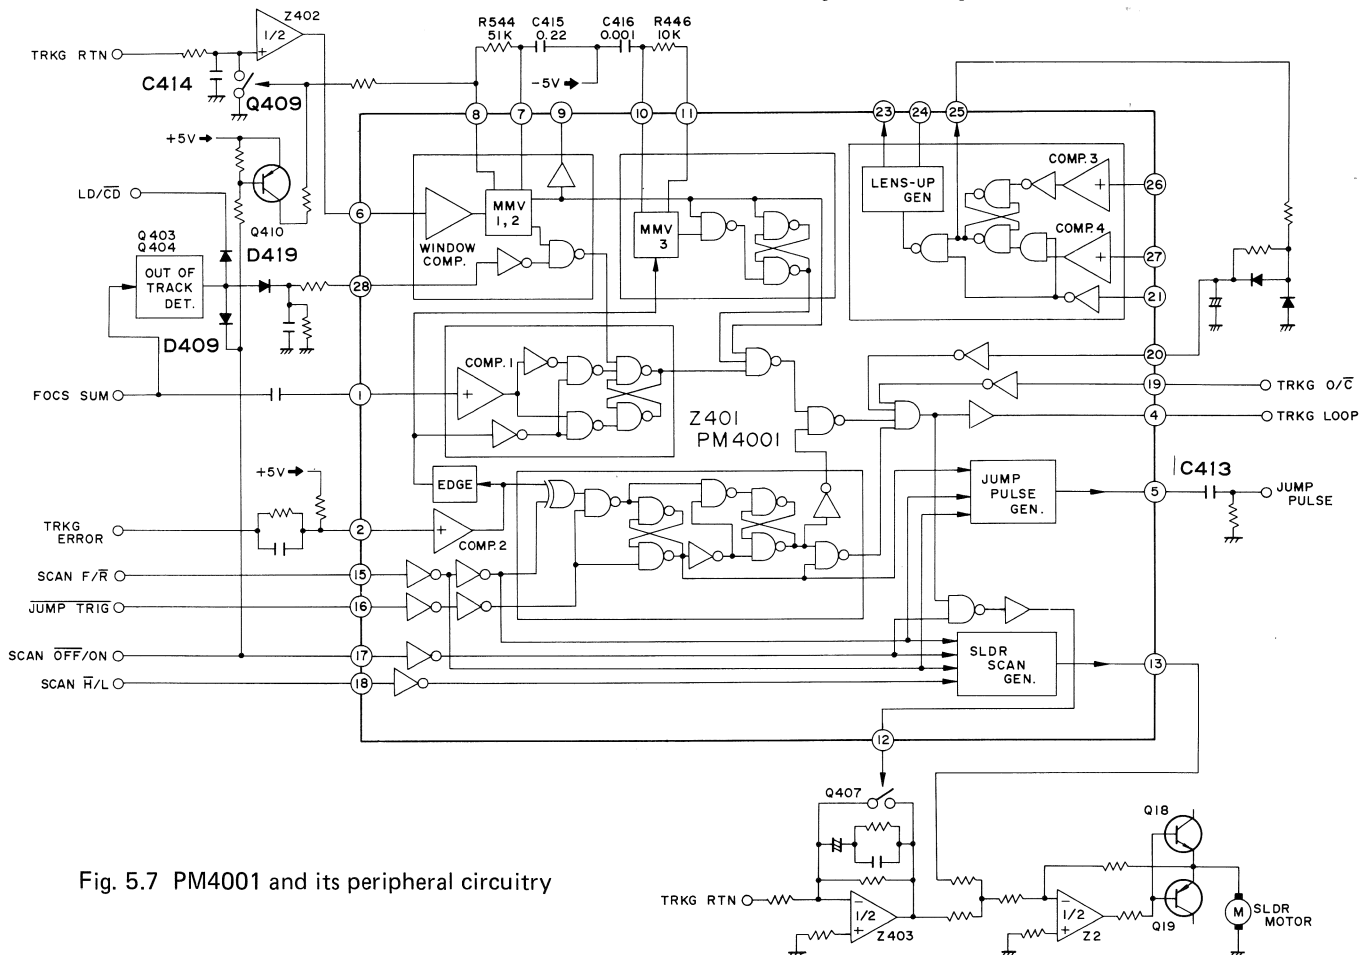 Z402
1/2
TRKG RTN
C414
Q409
R544
51K
C415
0.22
C416
0.001
R446
10K
-5V
8
7
9
10
11
23
24
25
+5V
LD/C̅D̅
Q410
D419
Q403
Q404
OUT OF
TRACK
DET.
D409
6
WINDOW
COMP.
MMV
1, 2
28
MMV
3
LENS-UP
GEN
COMP.3
26
COMP.4
27
21
FOCS SUM
1
COMP.1
Z401
PM4001
20
19
TRKG O/C̅
4
TRKG LOOP
C413
+5V
EDGE
JUMP
PULSE
GEN.
5
JUMP
PULSE
TRKG
ERROR
2
COMP.2
SCAN F/R̅
15
J̅U̅M̅P̅ T̅R̅I̅G̅
16
SCAN O̅F̅F̅/ON
17
SCAN H̅/L
18
SLDR
SCAN
GEN.
13
12
Q407
Q18
TRKG RTN
1/2
Z403
1/2
Z2
Q19
M
SLDR
MOTOR
Fig. 5.7 PM4001 and its peripheral circuitry